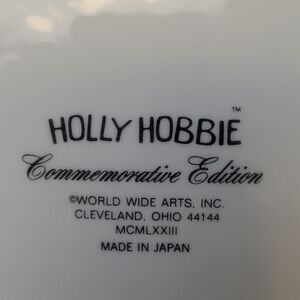 HOLLY HOBBIE™
Commemorative Edition
©WORLD WIDE ARTS, INC.
CLEVELAND, OHIO 44144
MCMLXXIII
MADE IN JAPAN